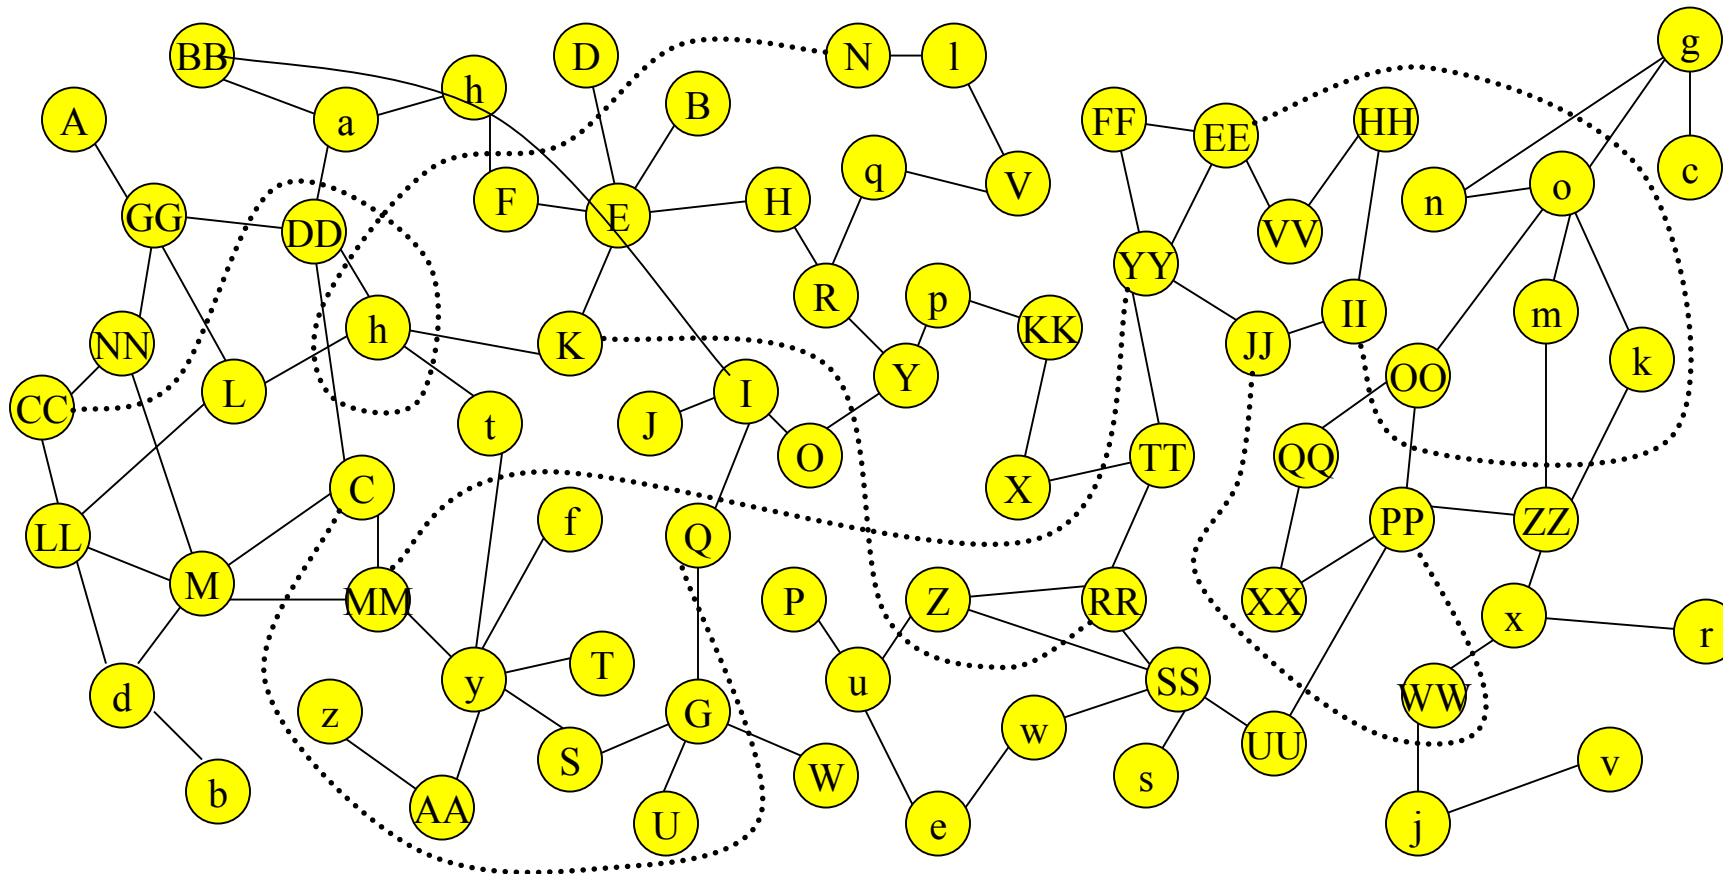 g
BB
D
N
l
h
B
A
a
FF
EE
HH
q
c
V
F
H
n
o
GG
E
DD
VV
YY
R
p
m
II
h
KK
NN
K
JJ
k
Y
OO
L
I
CC
t
J
O
TT
QQ
C
X
f
PP
ZZ
LL
Q
M
MM
P
Z
RR
XX
x
r
T
y
u
SS
d
WW
z
G
w
UU
S
W
s
v
b
AA
U
e
j